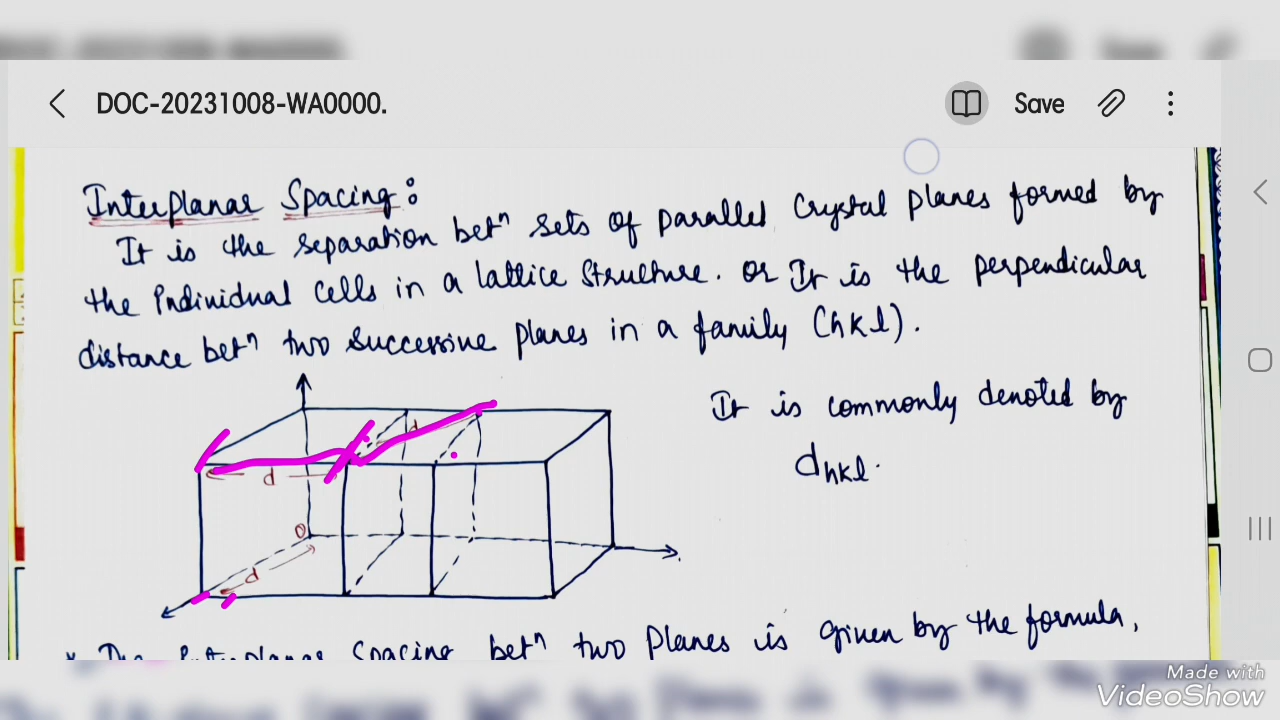 DOC-20231008-WA0000.
Save
Interplanar Spacing:
It is the separation betⁿ sets of parallel Crystal planes formed by
the individual cells in a lattice structure. Or It is the perpendicular
distance betⁿ two successive planes in a family (hkl).
It is commonly denoted by
dhkl.
d
d
O
d
spacing betⁿ two Planes is given by the formula,
Made with
VideoShow